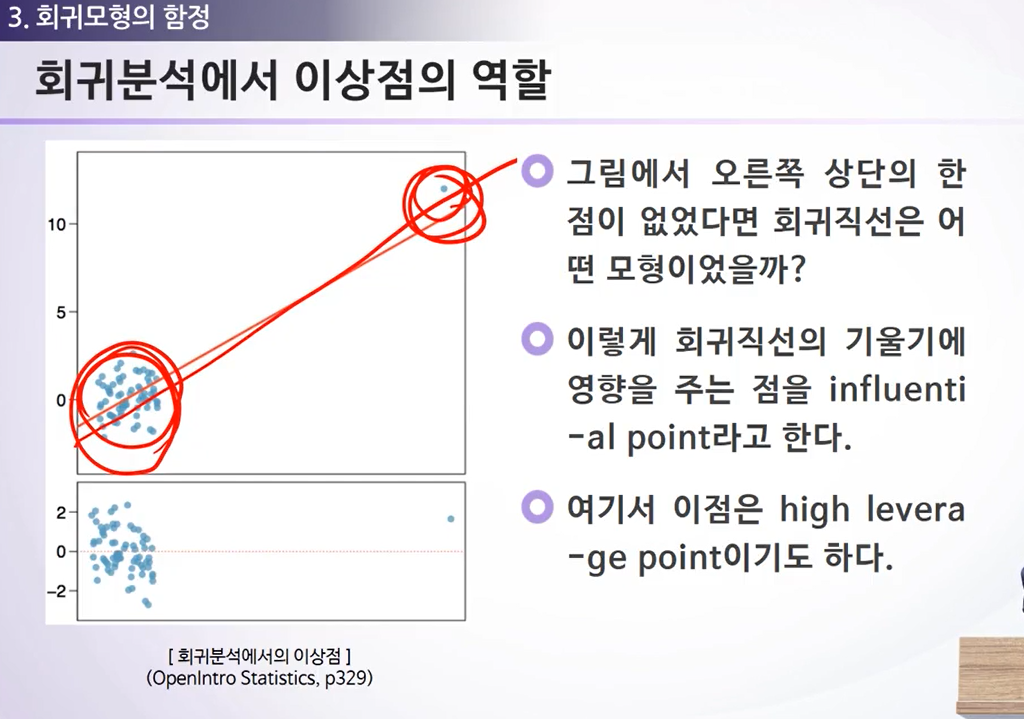 3. 회귀모형의 함정
회귀분석에서 이상점의 역할
10
5
0
2
0
-2
[ 회귀분석에서의 이상점 ]
(OpenIntro Statistics, p329)
그림에서 오른쪽 상단의 한
점이 없었다면 회귀직선은 어
떤 모형이었을까?
이렇게 회귀직선의 기울기에
영향을 주는 점을 influenti
-al point라고 한다.
여기서 이점은 high levera
-ge point이기도 하다.